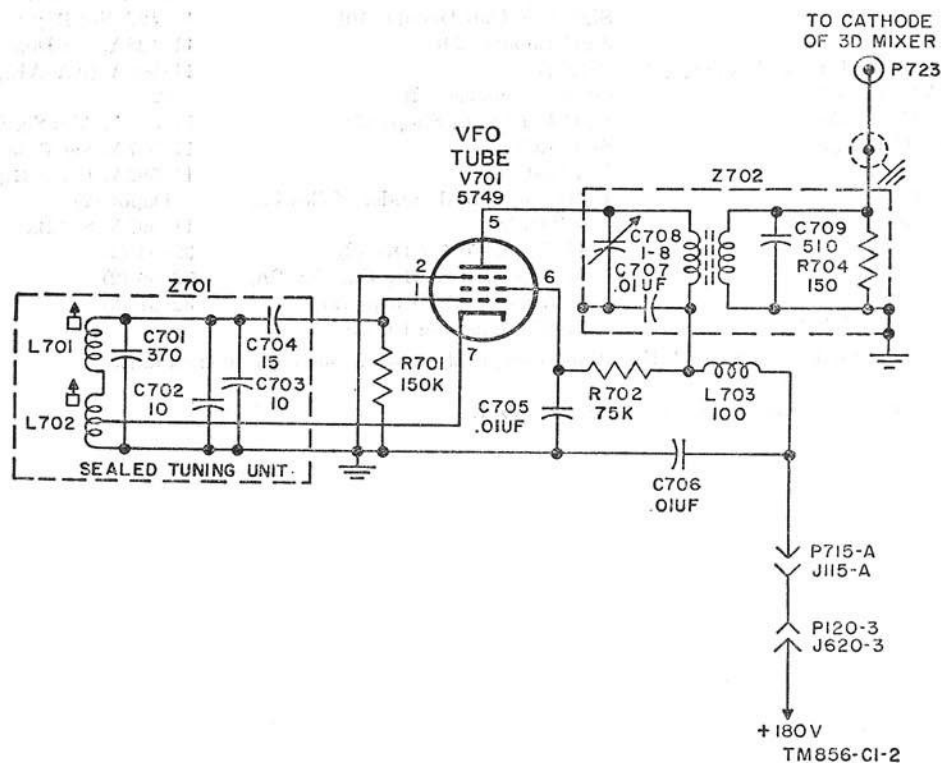 TO CATHODE
OF 3D MIXER
P723
VFO
TUBE
V701
5749
Z702
5
2
6
1
7
C708
1-8
C707
.01UF
C709
510
R704
150
Z701
L701
L702
C701
370
C702
10
C704
15
C703
10
R701
150K
SEALED TUNING UNIT
C705
.01UF
R702
75K
L703
100
C706
.01UF
P715-A
J115-A
P120-3
J620-3
+180V
TM856-C1-2